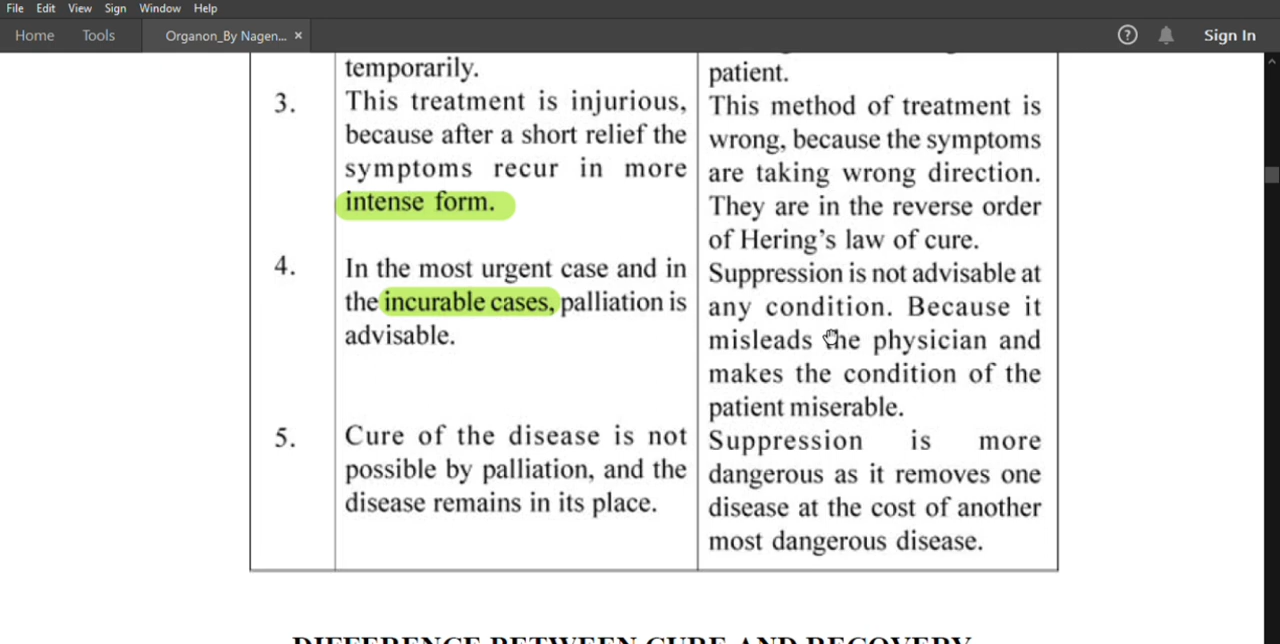 File Edit View Sign Window Help
Home Tools Organon_By Nagen... × Sign In
temporarily.
3. This treatment is injurious,
because after a short relief the
symptoms recur in more
intense form.
4. In the most urgent case and in
the incurable cases, palliation is
advisable.
5. Cure of the disease is not
possible by palliation, and the
disease remains in its place.
patient.
This method of treatment is
wrong, because the symptoms
are taking wrong direction.
They are in the reverse order
of Hering's law of cure.
Suppression is not advisable at
any condition. Because it
misleads the physician and
makes the condition of the
patient miserable.
Suppression is more
dangerous as it removes one
disease at the cost of another
most dangerous disease.
DIFFERENCE BETWEEN CURE AND RECOVERY